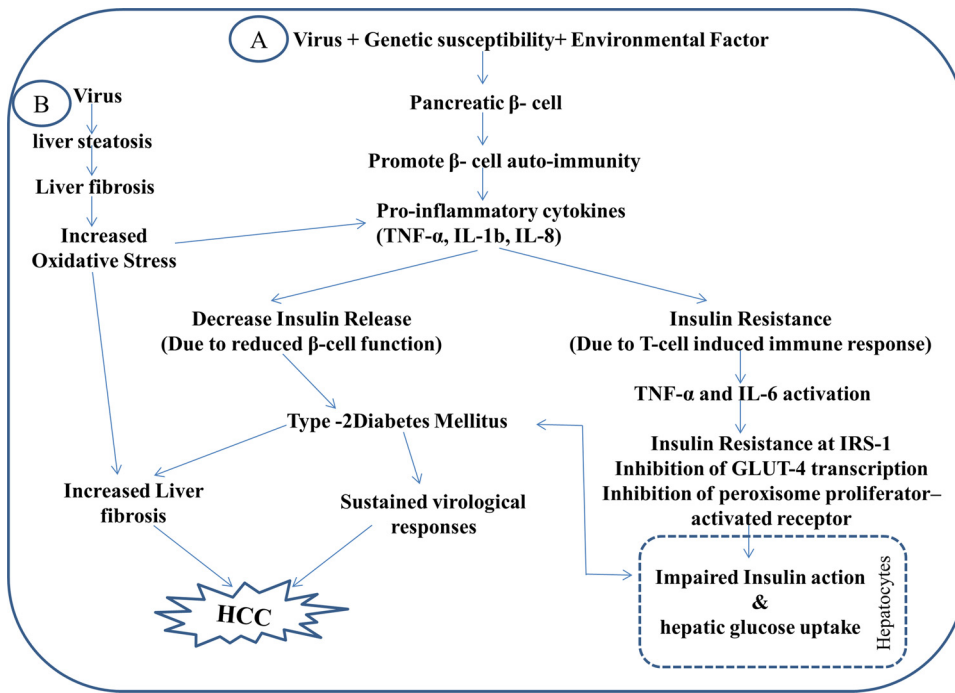 A
Virus + Genetic susceptibility+ Environmental Factor
Pancreatic β- cell
Promote β- cell auto-immunity
Pro-inflammatory cytokines
(TNF-α, IL-1b, IL-8)
B
Virus
liver steatosis
Liver fibrosis
Increased
Oxidative Stress
Decrease Insulin Release
(Due to reduced β-cell function)
Insulin Resistance
(Due to T-cell induced immune response)
TNF-α and IL-6 activation
Type -2Diabetes Mellitus
Insulin Resistance at IRS-1
Inhibition of GLUT-4 transcription
Inhibition of peroxisome proliferator–
activated receptor
Increased Liver
fibrosis
Sustained virological
responses
HCC
Impaired Insulin action
&
hepatic glucose uptake
Hepatocytes